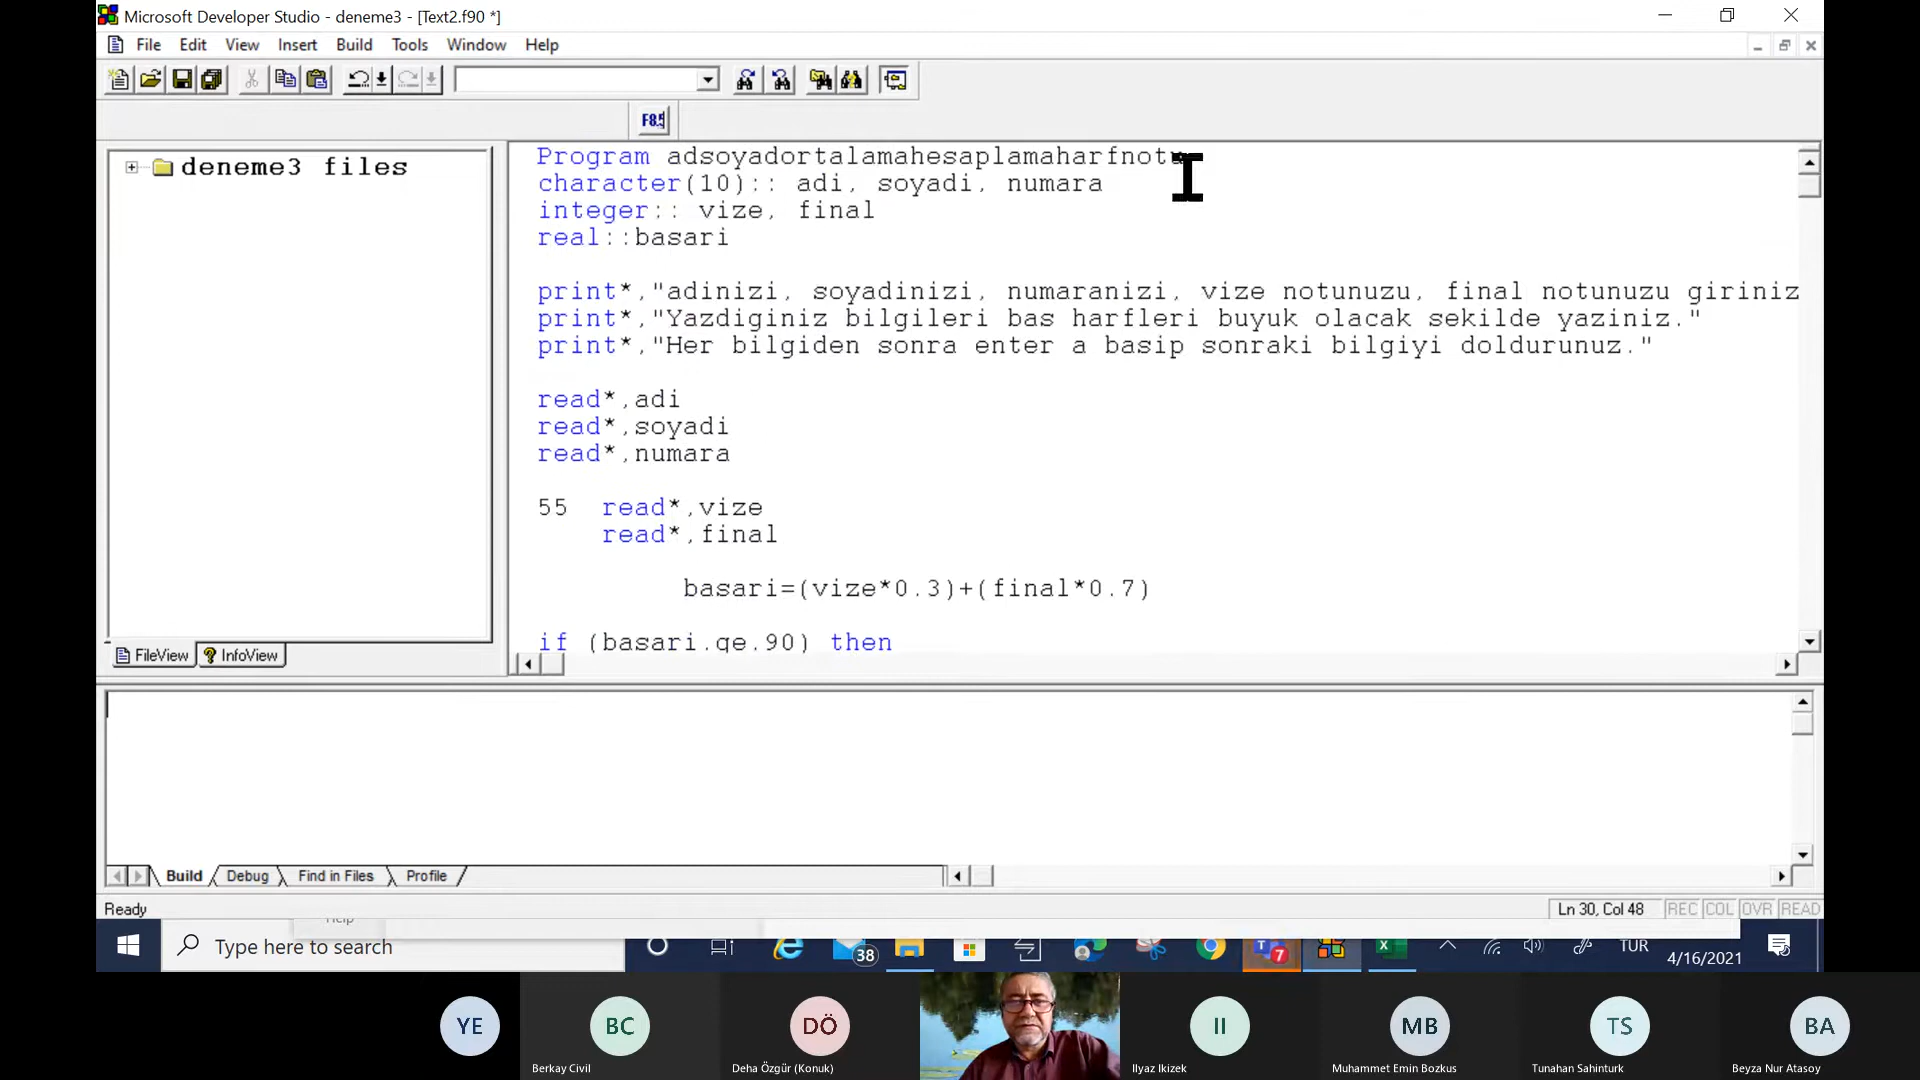 Microsoft Developer Studio - deneme3 - [Text2.f90 *]
File Edit View Insert Build Tools Window Help
F8.5
deneme3 files
Program adsoyadortalamahesaplamaharfnotu
character(10):: adi, soyadi, numara
integer:: vize, final
real::basari
print*,"adinizi, soyadinizi, numaranizi, vize notunuzu, final notunuzu giriniz
print*,"Yazdiginiz bilgileri bas harfleri buyuk olacak sekilde yaziniz."
print*,"Her bilgiden sonra enter a basip sonraki bilgiyi doldurunuz."
read*,adi
read*,soyadi
read*,numara
55 read*,vize
read*,final
basari=(vize*0.3)+(final*0.7)
if (basari.ge.90) then
FileView InfoView
Build Debug Find in Files Profile
Ready
Ln 30, Col 48 REC COL OVR READ
Help
Type here to search
38
7
TUR
4/16/2021
YE BC DÖ II MB TS BA
Berkay Civil Deha Özgür (Konuk) Ilyaz Ikizek Muhammet Emin Bozkus Tunahan Sahinturk Beyza Nur Atasoy